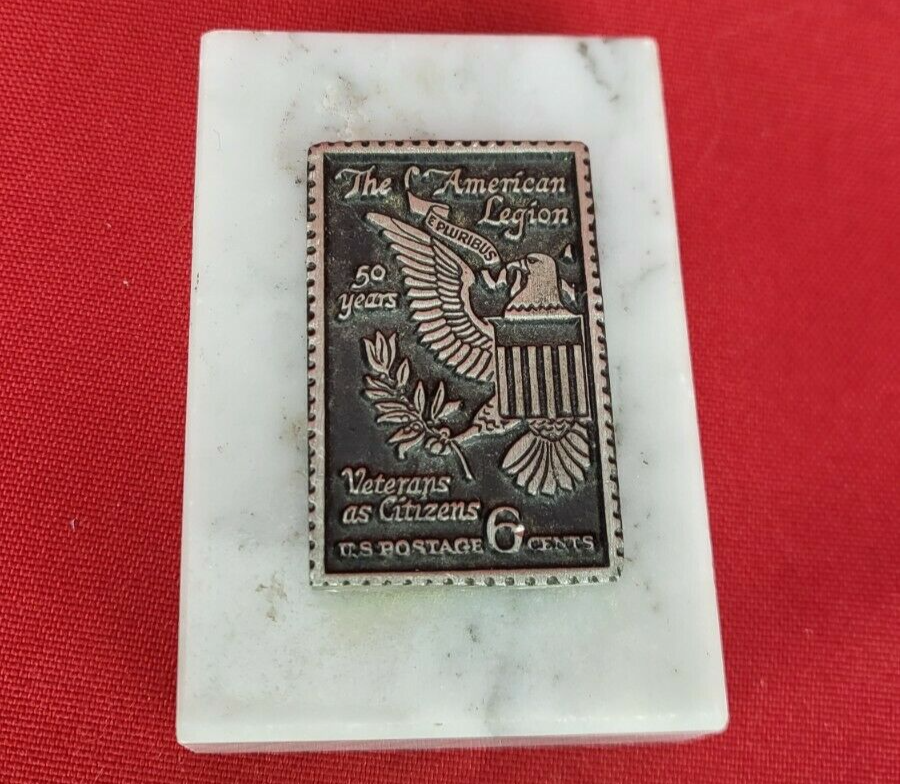 The American
Legion
E PLURIBUS
50
years
Veterans
as Citizens
U.S. POSTAGE 6 CENTS